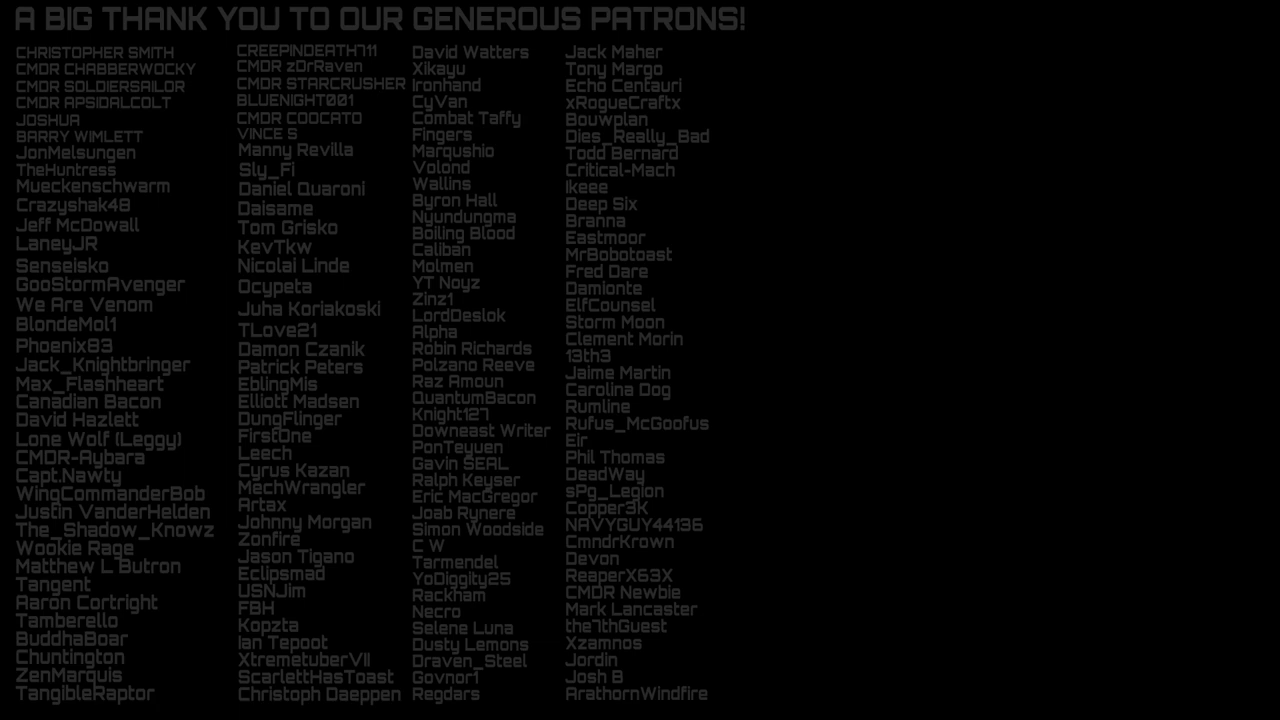 A BIG THANK YOU TO OUR GENEROUS PATRONS!
CHRISTOPHER SMITH
CMDR CHABBERWOCKY
CMDR SOLDIERSAILOR
CMDR APSIDALCOLT
JOSHUA
BARRY WIMLETT
JonMelsungen
TheHuntress
Mueckenschwarm
Crazyshak48
Jeff McDowall
LaneyJR
Senseisko
GooStormAvenger
We Are Venom
BlondeMol1
Phoenix83
Jack_Knightbringer
Max_Flashheart
Canadian Bacon
David Hazlett
Lone Wolf (Leggy)
CMDR-Aybara
Capt.Nawty
WingCommanderBob
Justin VanderHelden
The_Shadow_Knowz
Wookie Rage
Matthew L Butron
Tangent
Aaron Cortright
Tamberello
BuddhaBoar
Chuntington
ZenMarquis
TangibleRaptor
CREEPINDEATH711
CMDR zDrRaven
CMDR STARCRUSHER
BLUENIGHT001
CMDR COOCATO
VINCE S
Manny Revilla
Sly_Fi
Daniel Quaroni
Daisame
Tom Grisko
KevTkw
Nicolai Linde
Ocypeta
Juha Koriakoski
TLove21
Damon Czanik
Patrick Peters
EblingMis
Elliott Madsen
DungFlinger
FirstOne
Leech
Cyrus Kazan
MechWrangler
Artax
Johnny Morgan
Zonfire
Jason Tigano
Eclipsmad
USNJim
FBH
Kopzta
Ian Tepoot
XtremetuberVII
ScarlettHasToast
Christoph Daeppen
David Watters
Xikayu
Ironhand
CyVan
Combat Taffy
Fingers
Marqushio
Volond
Wallins
Byron Hall
Nyundungma
Boiling Blood
Caliban
Molmen
YT Noyz
Zinz1
LordDeslok
Alpha
Robin Richards
Polzano Reeve
Raz Amoun
QuantumBacon
Knight127
Downeast Writer
PonTeyuen
Gavin SEAL
Ralph Keyser
Eric MacGregor
Joab Rynere
Simon Woodside
C W
Tarmendel
YoDiggity25
Rackham
Necro
Selene Luna
Dusty Lemons
Draven_Steel
Govnor1
Regdars
Jack Maher
Tony Margo
Echo Centauri
xRogueCraftx
Bouwplan
Dies_Really_Bad
Todd Bernard
Critical-Mach
Ikeee
Deep Six
Branna
Eastmoor
MrBobotoast
Fred Dare
Damionte
ElfCounsel
Storm Moon
Clement Morin
13th3
Jaime Martin
Carolina Dog
Rumline
Rufus_McGoofus
Eir
Phil Thomas
DeadWay
sPg_Legion
Copper3K
NAVYGUY44136
CmndrKrown
Devon
ReaperX63X
CMDR Newbie
Mark Lancaster
the7thGuest
Xzamnos
Jordin
Josh B
ArathornWindfire